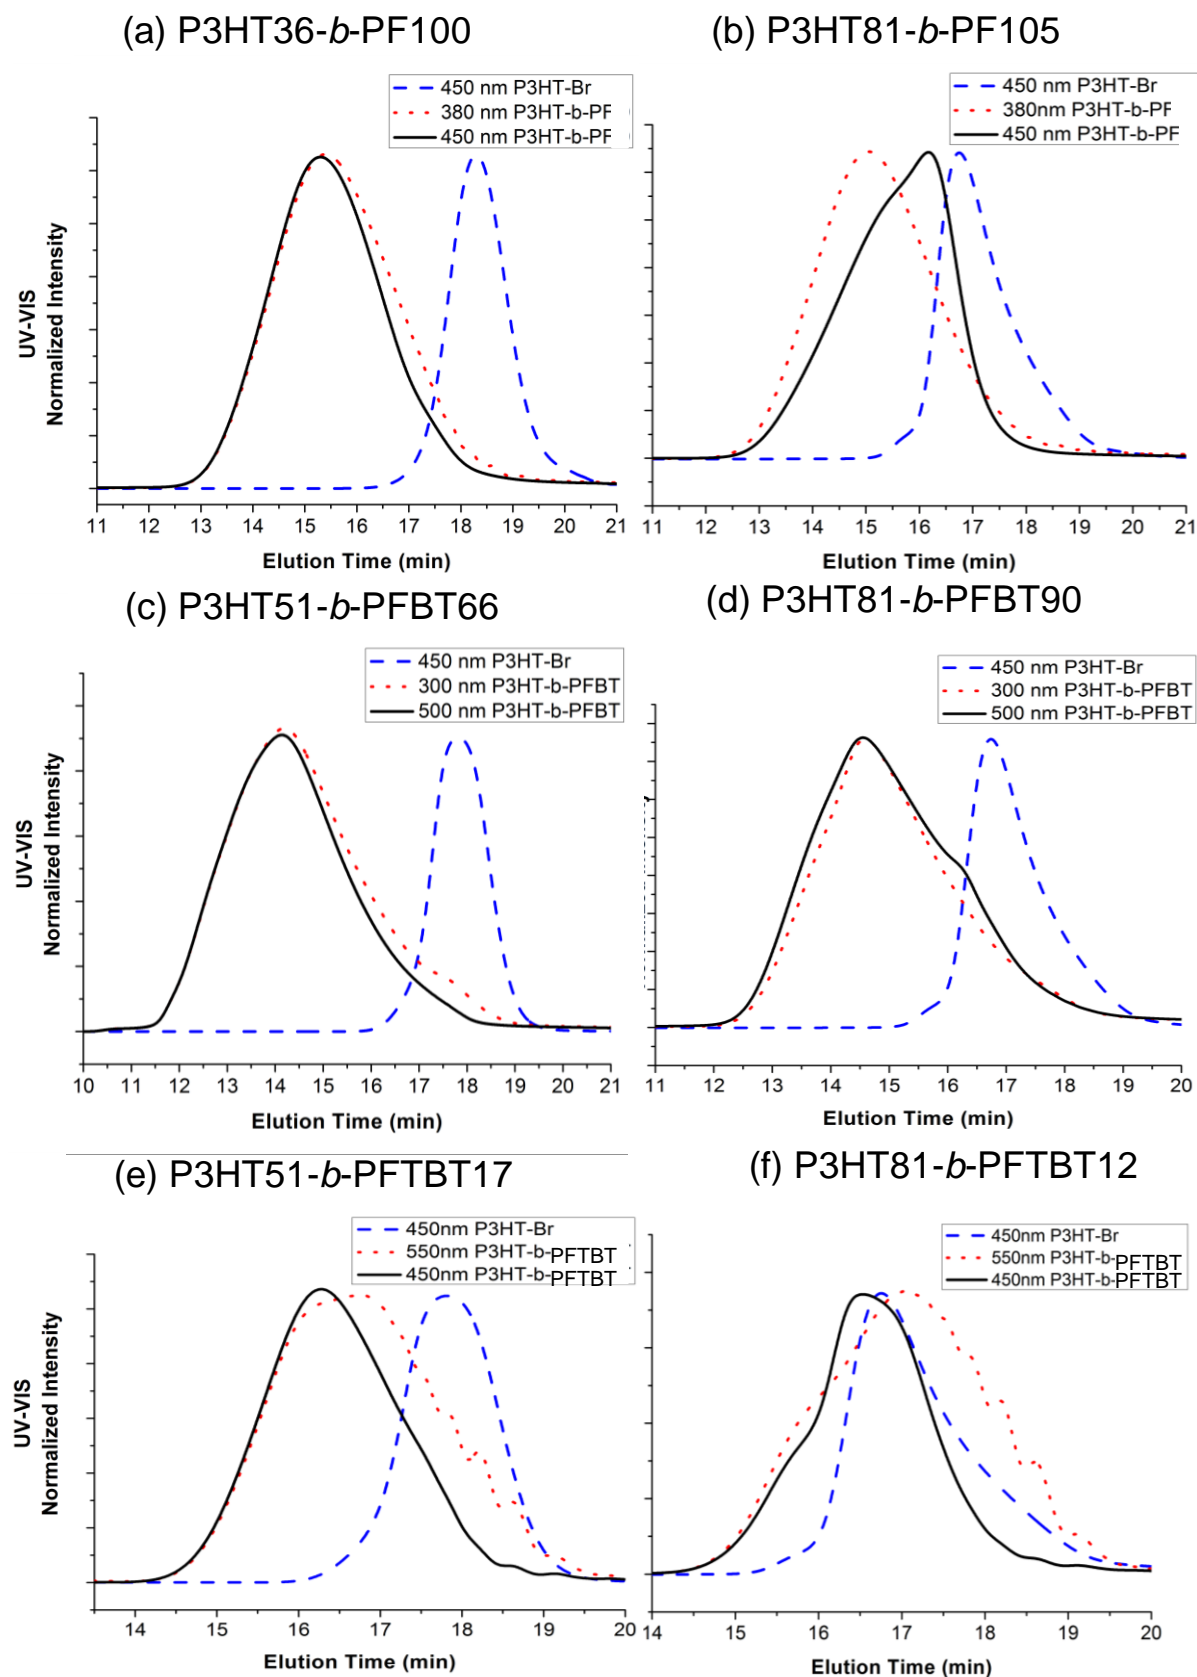 (a) P3HT36-b-PF100
450 nm P3HT-Br
380 nm P3HT-b-PF
450 nm P3HT-b-PF
UV-VIS
Normalized Intensity
11 12 13 14 15 16 17 18 19 20 21
Elution Time (min)
(b) P3HT81-b-PF105
450 nm P3HT-Br
380nm P3HT-b-PF
450 nm P3HT-b-PF
11 12 13 14 15 16 17 18 19 20 21
Elution Time (min)
(c) P3HT51-b-PFBT66
450 nm P3HT-Br
300 nm P3HT-b-PFBT
500 nm P3HT-b-PFBT
UV-VIS
Normalized Intensity
10 11 12 13 14 15 16 17 18 19 20 21
Elution Time (min)
(d) P3HT81-b-PFBT90
450 nm P3HT-Br
300 nm P3HT-b-PFBT
500 nm P3HT-b-PFBT
11 12 13 14 15 16 17 18 19 20
Elution Time (min)
(e) P3HT51-b-PFTBT17
450nm P3HT-Br
550nm P3HT-b-PFTBT
450nm P3HT-b-PFTBT
UV-VIS
Normalized Intensity
14 15 16 17 18 19 20
Elution Time (min)
(f) P3HT81-b-PFTBT12
450nm P3HT-Br
550nm P3HT-b-PFTBT
450nm P3HT-b-PFTBT
14 15 16 17 18 19 20
Elution Time (min)